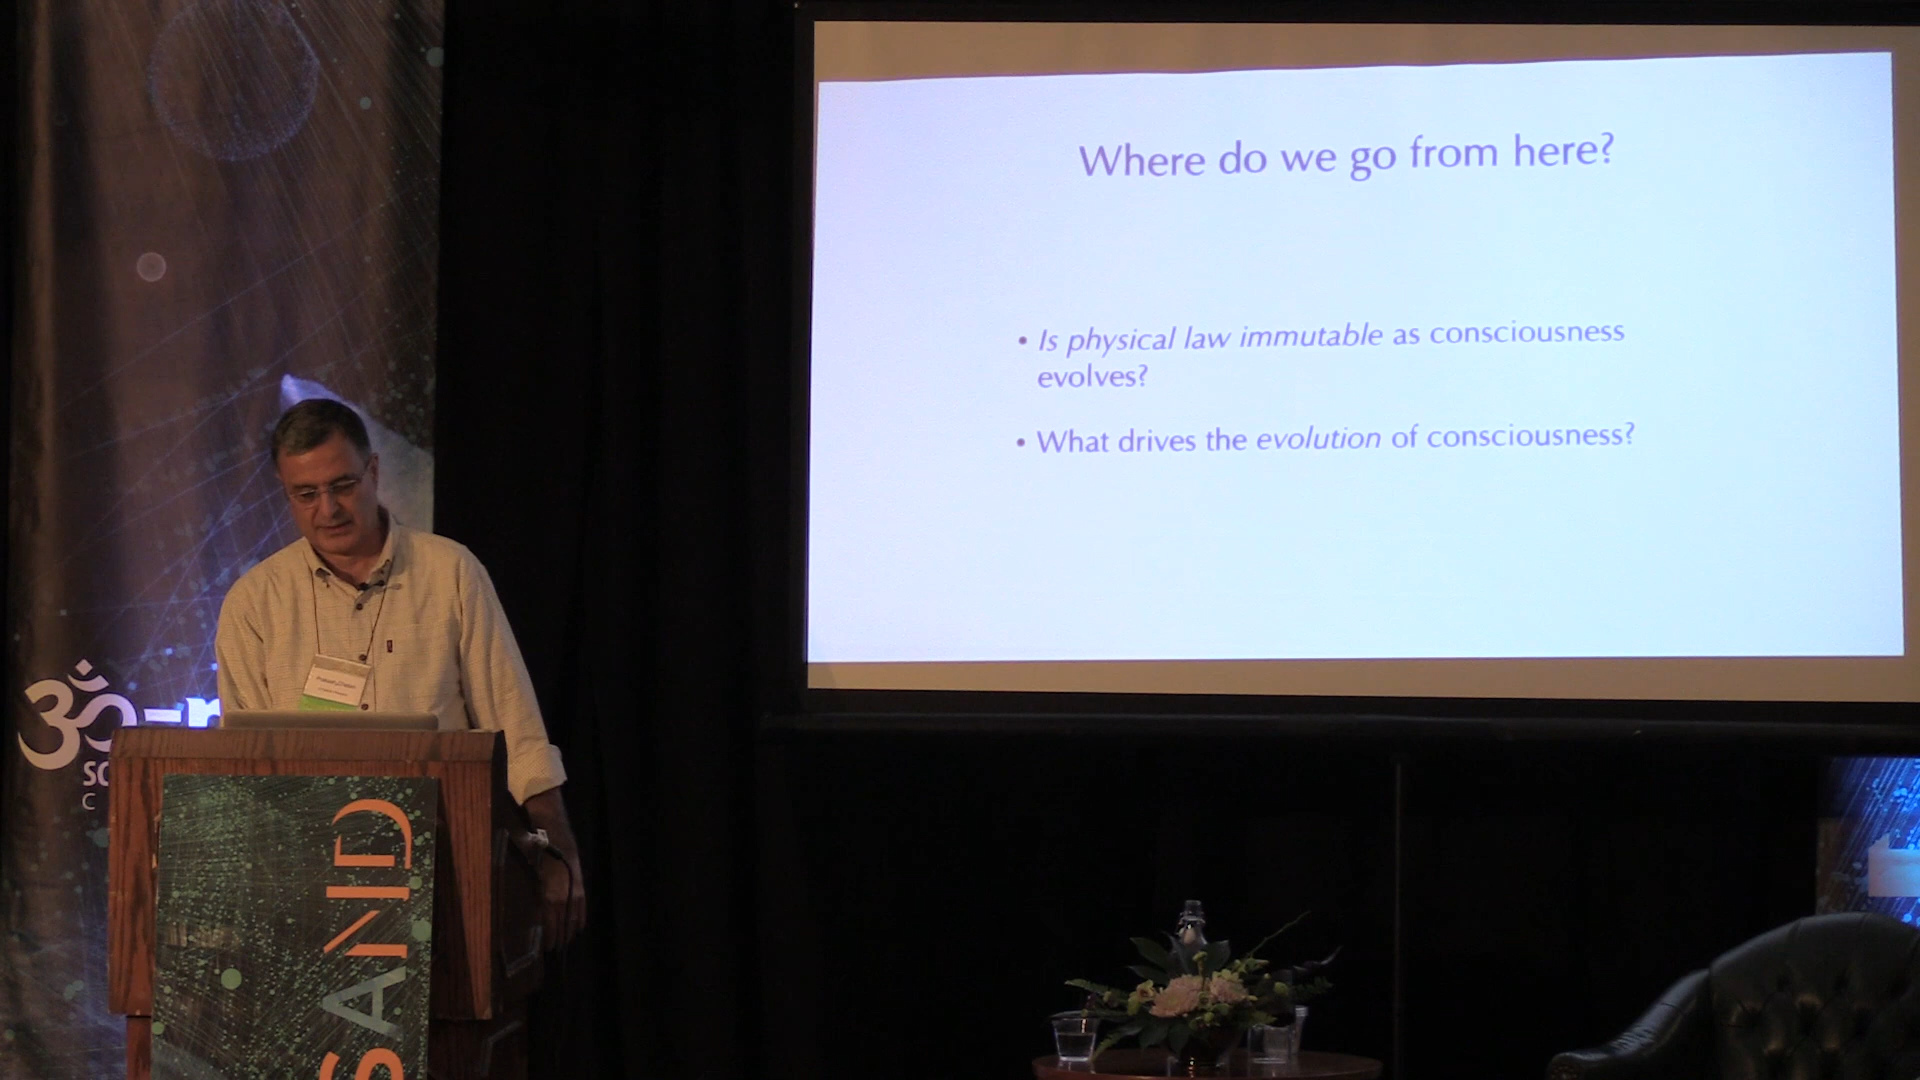 Where do we go from here?
• Is physical law immutable as consciousness
evolves?
• What drives the evolution of consciousness?
ॐ-
SC
C
SAND